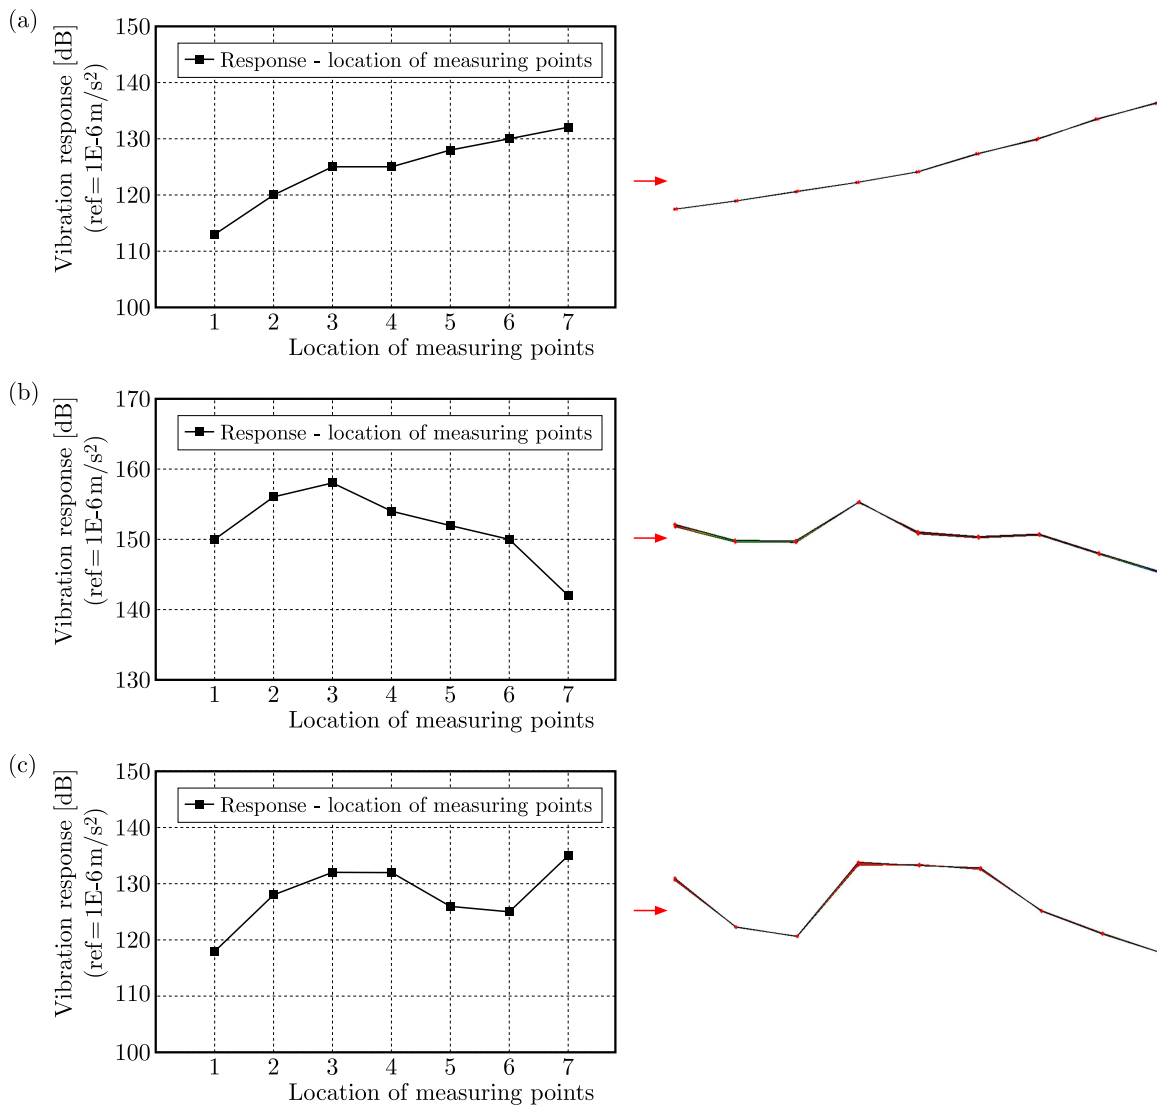 (a)
Vibration response [dB]
(ref=1E-6m/s²)
150
140
130
120
113
110
100
Response - location of measuring points
1 2 3 4 5 6 7
Location of measuring points
(b)
Vibration response [dB]
(ref=1E-6m/s²)
170
160
150
140
130
Response - location of measuring points
1 2 3 4 5 6 7
Location of measuring points
(c)
Vibration response [dB]
(ref=1E-6m/s²)
150
140
130
120
110
100
Response - location of measuring points
1 2 3 4 5 6 7
Location of measuring points